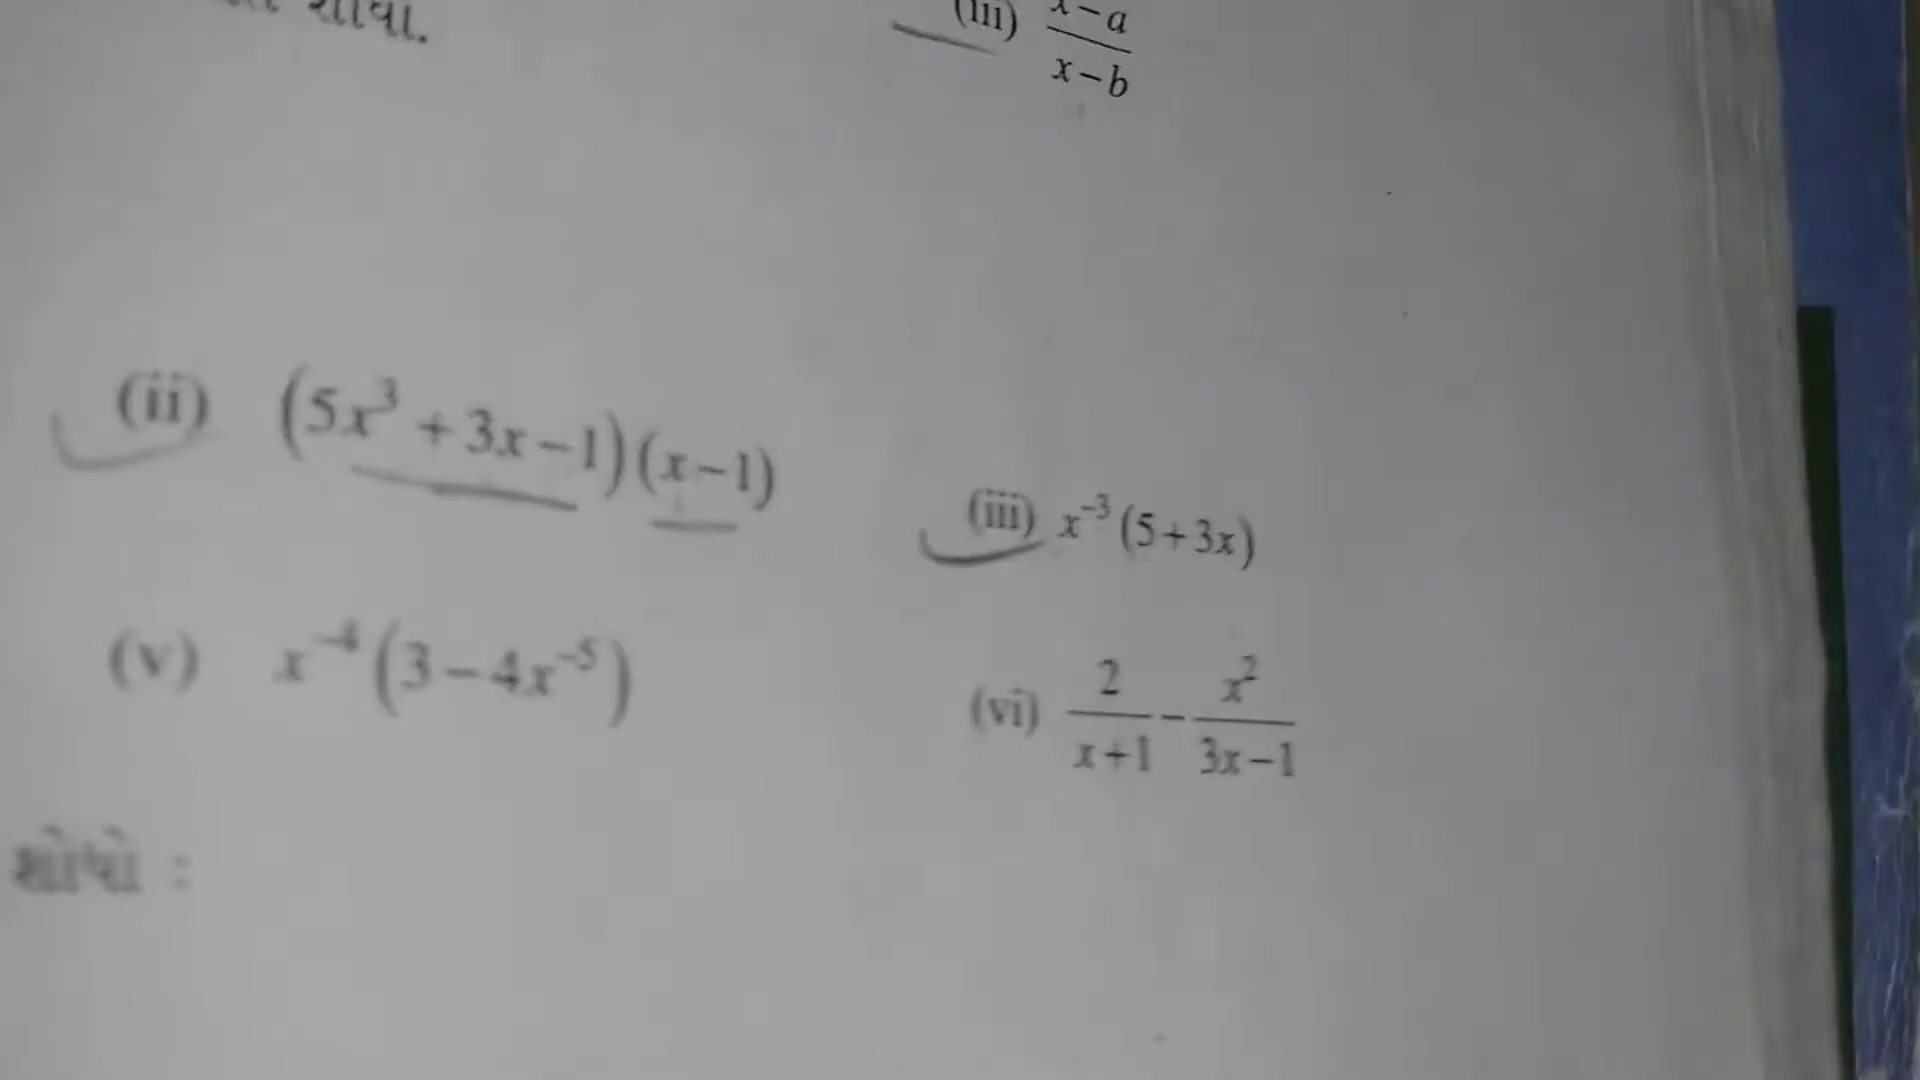 શોધો.
(iii) x-a / x-b
(ii) (5x³ + 3x - 1)(x - 1)
(iii) x⁻³ (5 + 3x)
(v) x⁻⁴ (3 - 4x⁻⁵)
(vi) 2 / x+1 - x² / 3x-1
શોધો :